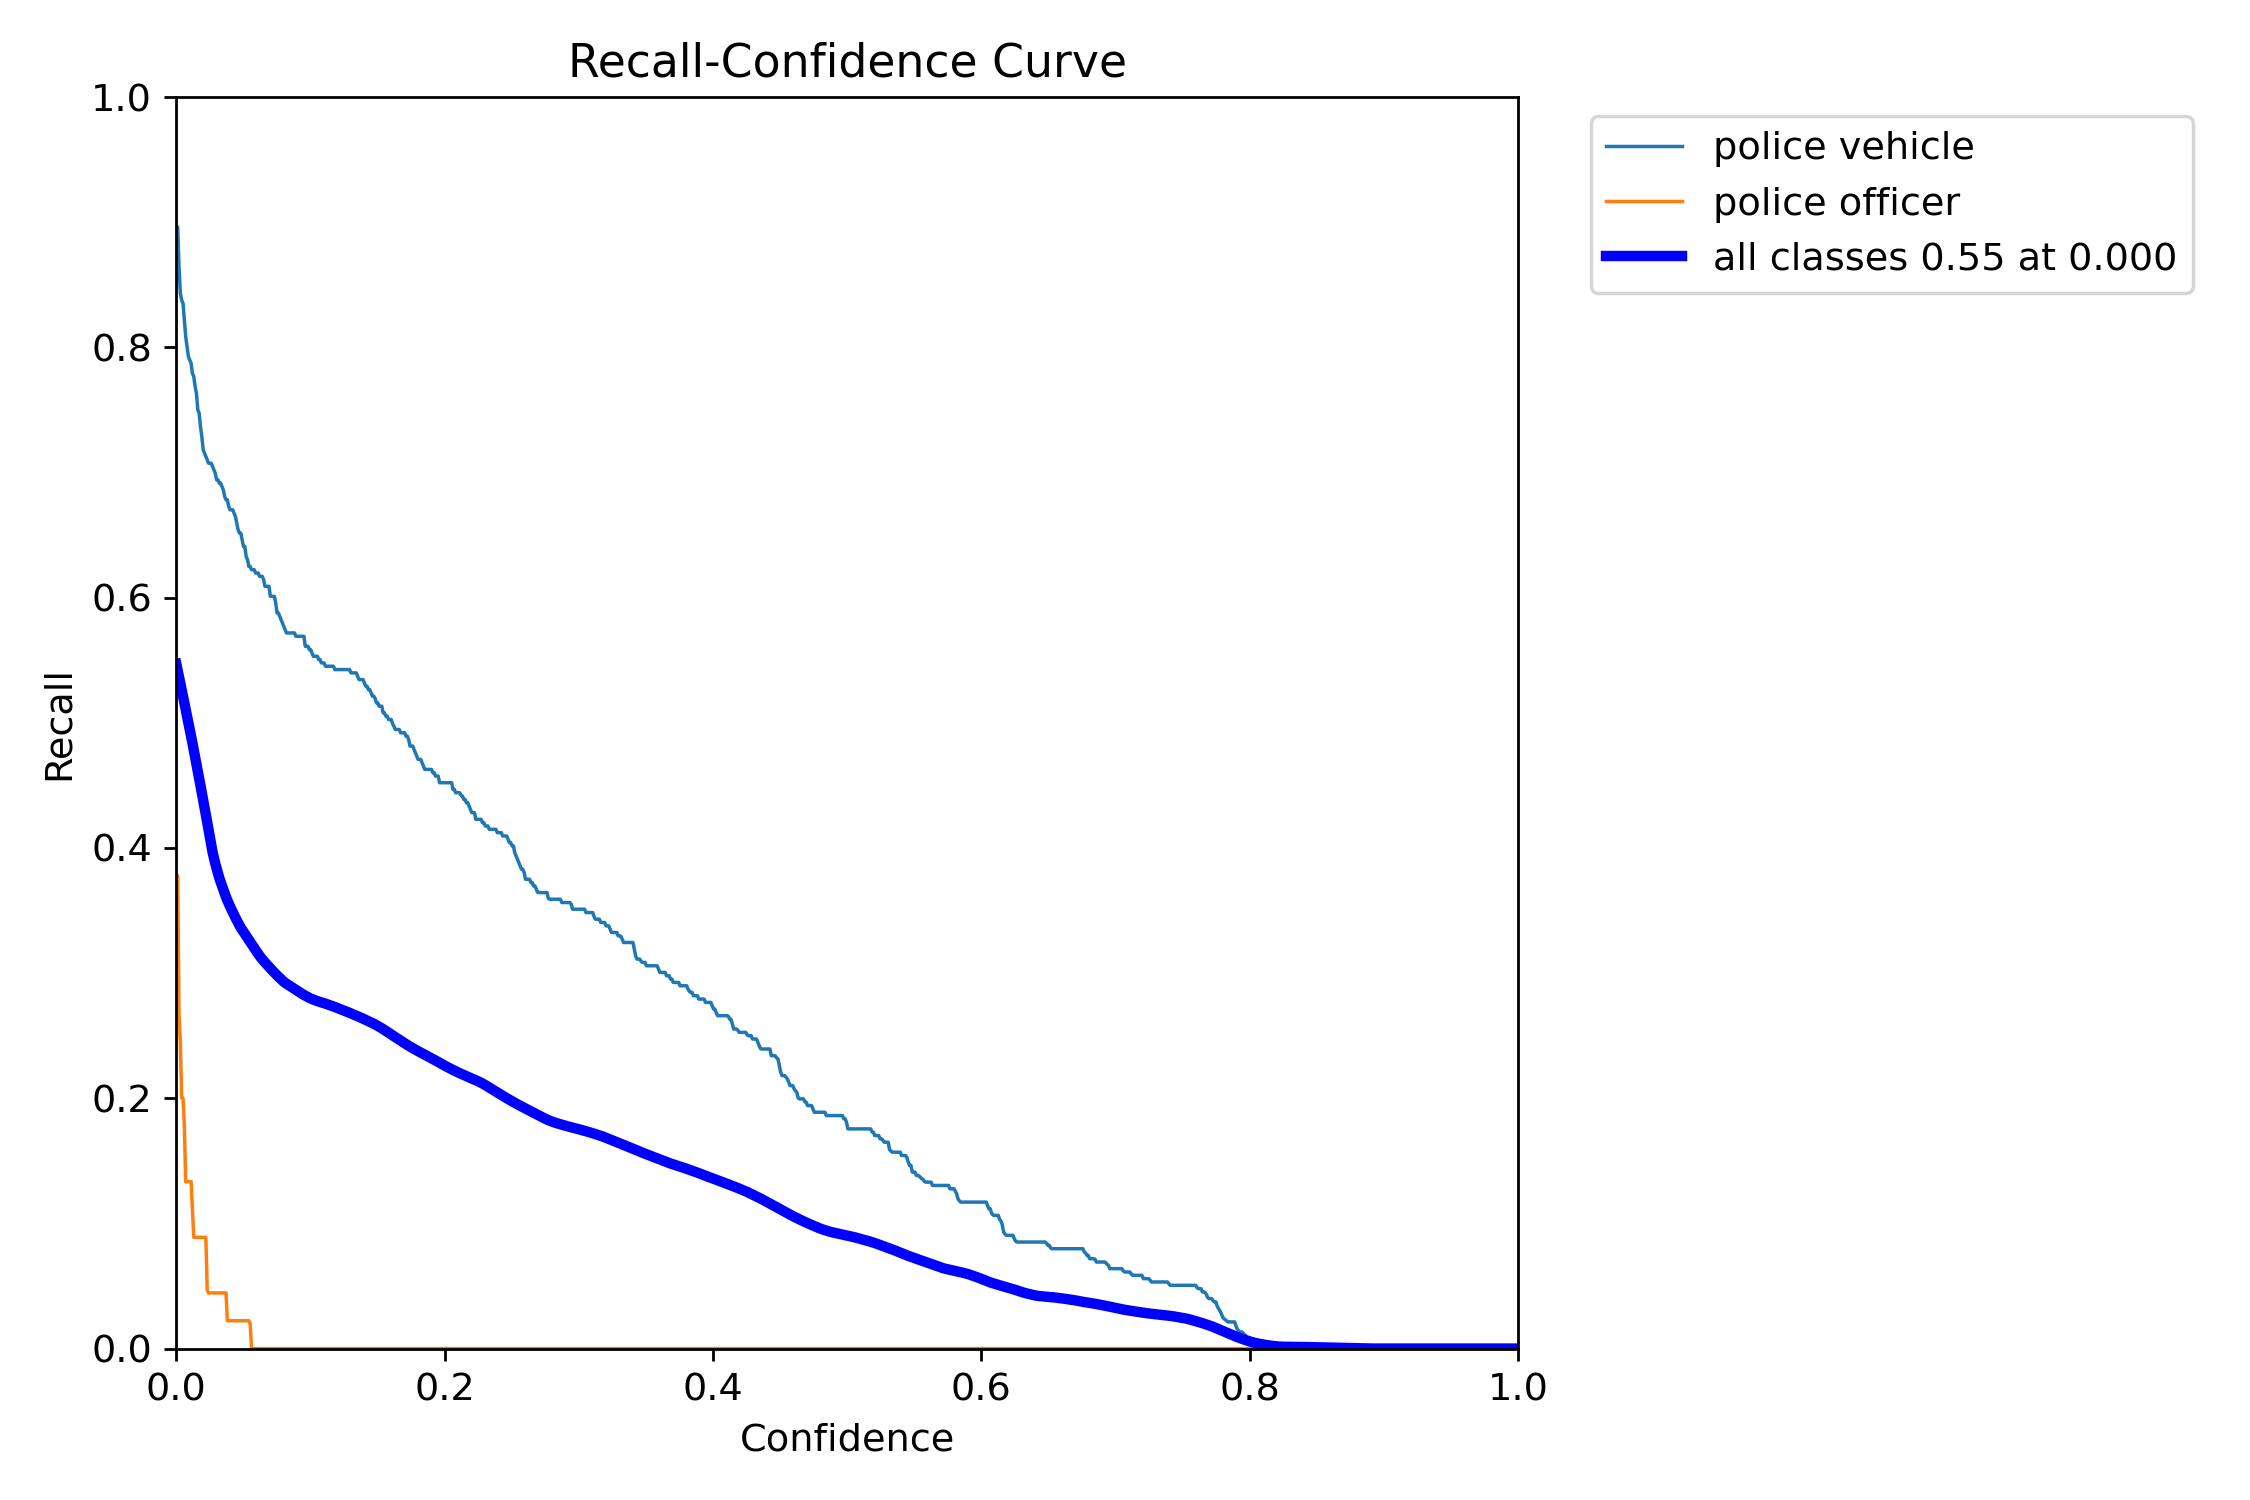 Recall-Confidence Curve
1.0
0.8
0.6
0.4
0.2
0.0
Recall
0.0 0.2 0.4 0.6 0.8 1.0
Confidence
police vehicle
police officer
all classes 0.55 at 0.000